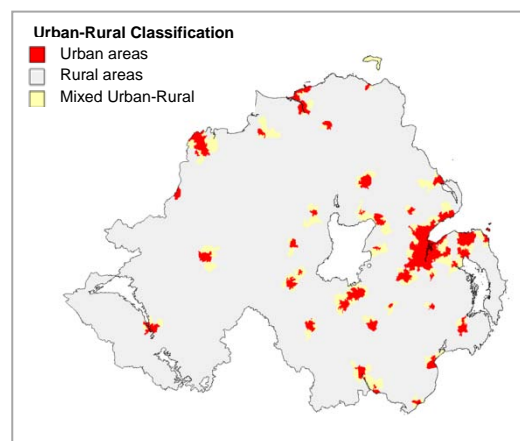 Urban-Rural Classification
Urban areas
Rural areas
Mixed Urban-Rural